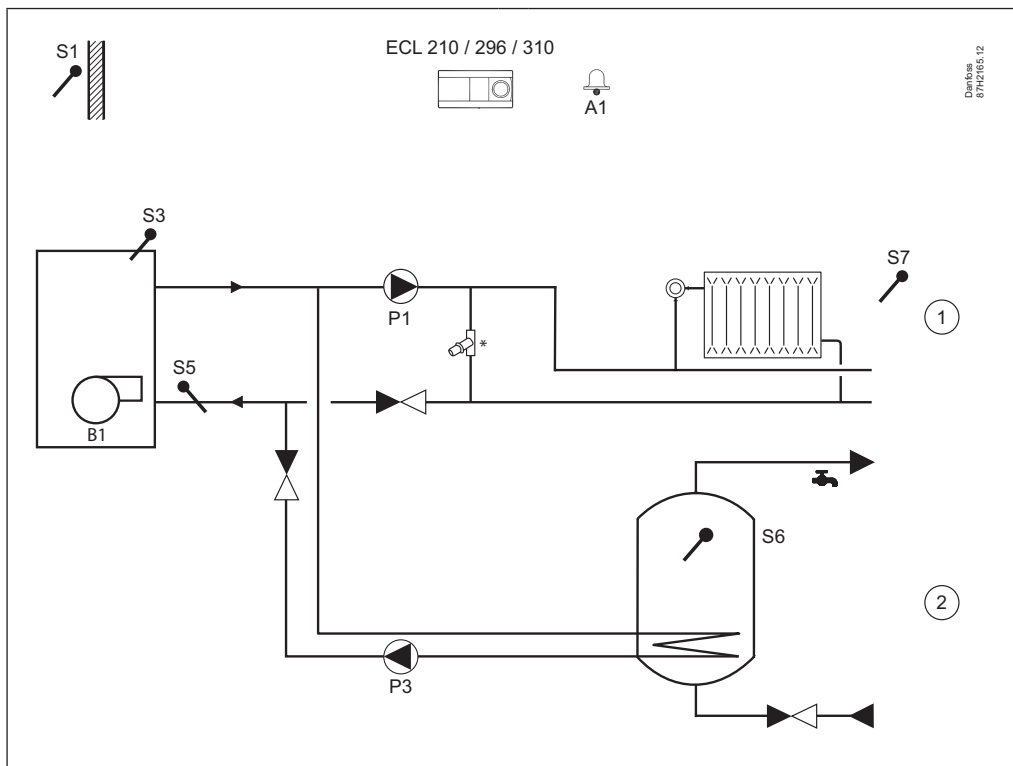 S1
ECL 210 / 296 / 310
A1
Danfoss
87H2165.12
S3
S7
P1
*
1
S5
B1
S6
2
P3